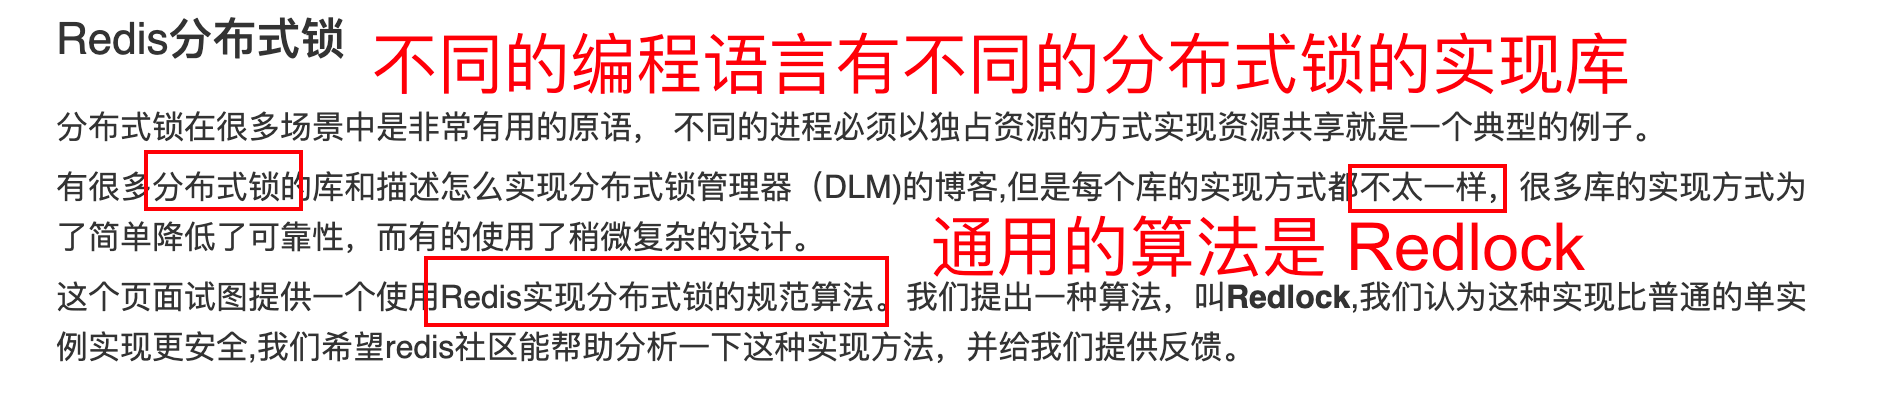 Redis分布式锁
不同的编程语言有不同的分布式锁的实现库
分布式锁在很多场景中是非常有用的原语， 不同的进程必须以独占资源的方式实现资源共享就是一个典型的例子。
有很多分布式锁的库和描述怎么实现分布式锁管理器（DLM)的博客,但是每个库的实现方式都不太一样，很多库的实现方式为
了简单降低了可靠性，而有的使用了稍微复杂的设计。
通用的算法是 Redlock
这个页面试图提供一个使用Redis实现分布式锁的规范算法。我们提出一种算法，叫Redlock,我们认为这种实现比普通的单实
例实现更安全,我们希望redis社区能帮助分析一下这种实现方法，并给我们提供反馈。